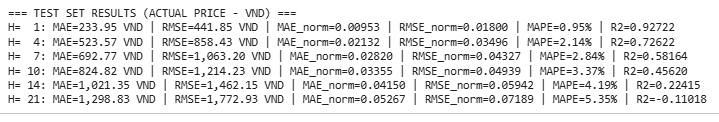 === TEST SET RESULTS (ACTUAL PRICE - VND) ===
H=  1: MAE=233.95 VND | RMSE=441.85 VND | MAE_norm=0.00953 | RMSE_norm=0.01800 | MAPE=0.95% | R2=0.92722
H=  4: MAE=523.57 VND | RMSE=858.43 VND | MAE_norm=0.02132 | RMSE_norm=0.03496 | MAPE=2.14% | R2=0.72622
H=  7: MAE=692.77 VND | RMSE=1,063.20 VND | MAE_norm=0.02820 | RMSE_norm=0.04327 | MAPE=2.84% | R2=0.58164
H= 10: MAE=824.82 VND | RMSE=1,214.23 VND | MAE_norm=0.03355 | RMSE_norm=0.04939 | MAPE=3.37% | R2=0.45620
H= 14: MAE=1,021.35 VND | RMSE=1,462.15 VND | MAE_norm=0.04150 | RMSE_norm=0.05942 | MAPE=4.19% | R2=0.22415
H= 21: MAE=1,298.83 VND | RMSE=1,772.93 VND | MAE_norm=0.05267 | RMSE_norm=0.07189 | MAPE=5.35% | R2=-0.11018